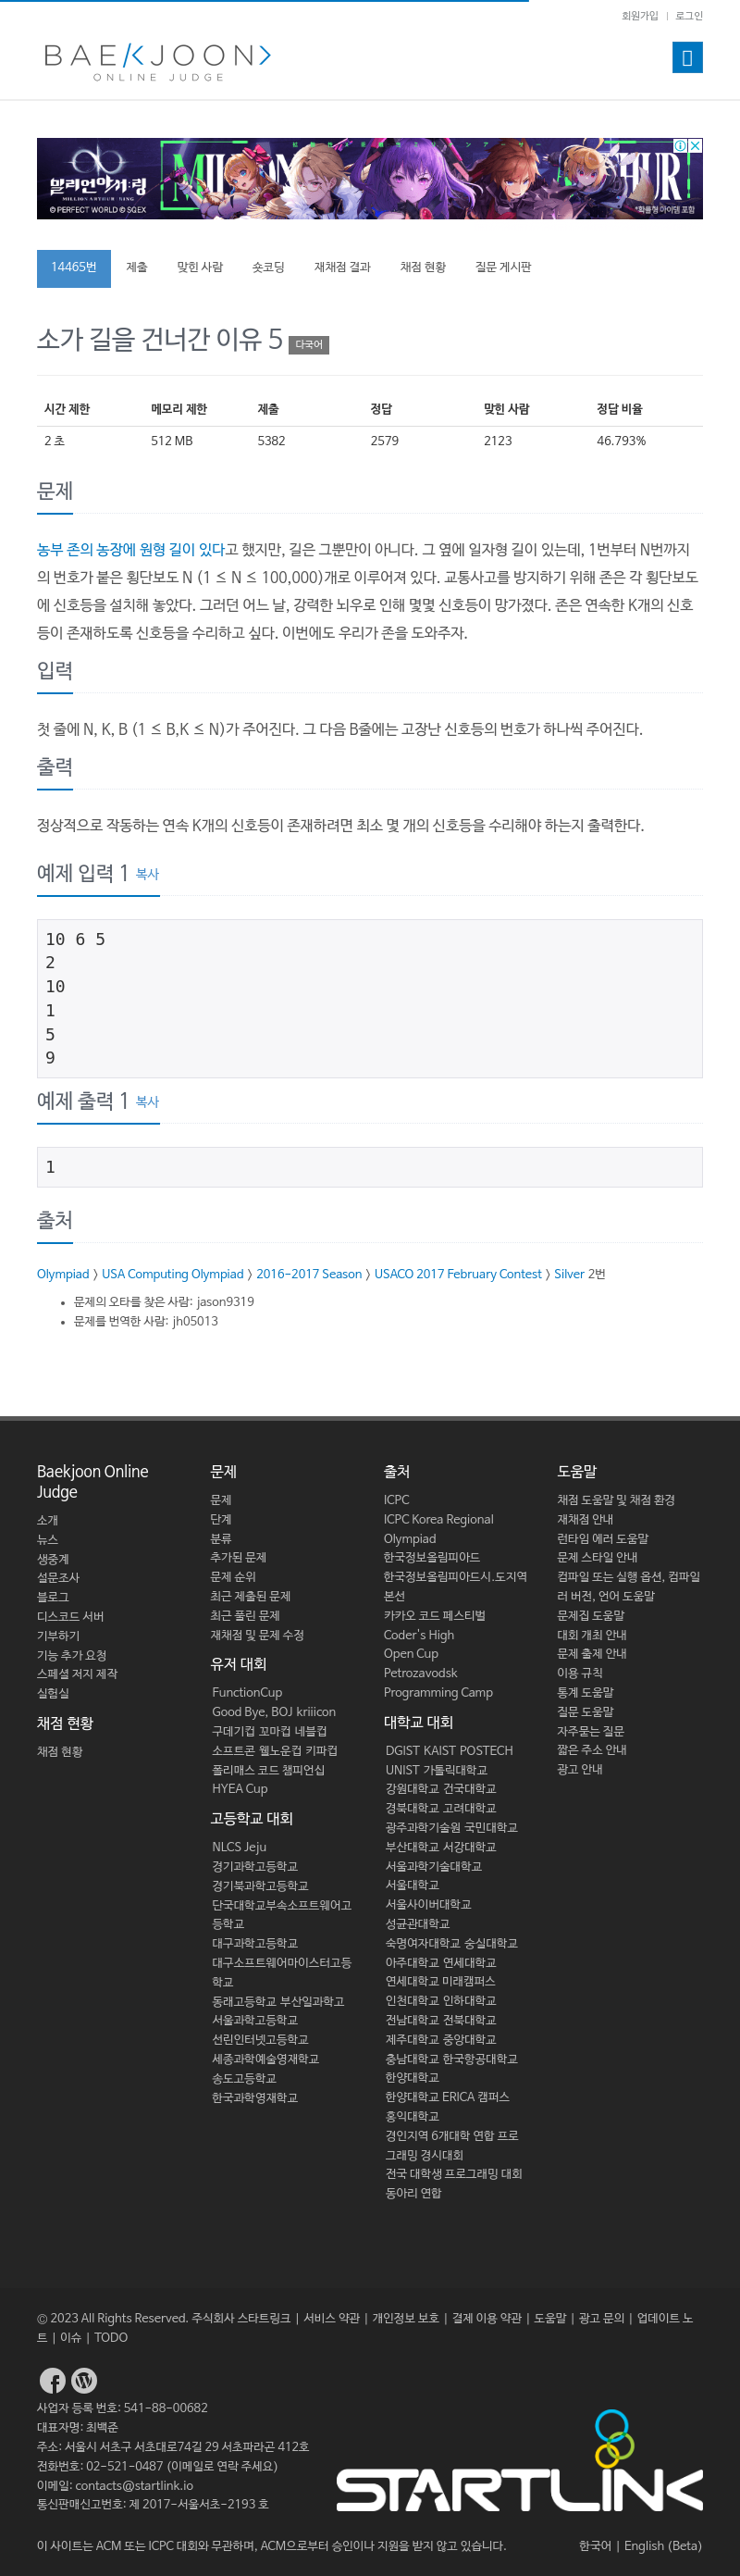 회원가입 | 로그인
BAEKJOON>
ONLINE JUDGE
밀리언아서:링
MILLION ARTHUR: RING
© PERFECT WORLD © SQEX
MILLION
*확률형 아이템 포함
14465번 제출 맞힌 사람 숏코딩 재채점 결과 채점 현황 질문 게시판
소가 길을 건너간 이유 5 다국어
시간 제한 메모리 제한 제출 정답 맞힌 사람 정답 비율
2 초 512 MB 5382 2579 2123 46.793%
문제
농부 존의 농장에 원형 길이 있다고 했지만, 길은 그뿐만이 아니다. 그 옆에 일자형 길이 있는데, 1번부터 N번까지
의 번호가 붙은 횡단보도 N (1 ≤ N ≤ 100,000)개로 이루어져 있다. 교통사고를 방지하기 위해 존은 각 횡단보도
에 신호등을 설치해 놓았다. 그러던 어느 날, 강력한 뇌우로 인해 몇몇 신호등이 망가졌다. 존은 연속한 K개의 신호
등이 존재하도록 신호등을 수리하고 싶다. 이번에도 우리가 존을 도와주자.
입력
첫 줄에 N, K, B (1 ≤ B,K ≤ N)가 주어진다. 그 다음 B줄에는 고장난 신호등의 번호가 하나씩 주어진다.
출력
정상적으로 작동하는 연속 K개의 신호등이 존재하려면 최소 몇 개의 신호등을 수리해야 하는지 출력한다.
예제 입력 1 복사
10 6 5
2
10
1
5
9
예제 출력 1 복사
1
출처
Olympiad > USA Computing Olympiad > 2016-2017 Season > USACO 2017 February Contest > Silver 2번
• 문제의 오타를 찾은 사람: jason9319
• 문제를 번역한 사람: jh05013
Baekjoon Online
Judge
소개
뉴스
생중계
설문조사
블로그
디스코드 서버
기부하기
기능 추가 요청
스페셜 저지 제작
실험실
채점 현황
채점 현황
문제
문제
단계
분류
추가된 문제
문제 순위
최근 제출된 문제
최근 풀린 문제
재채점 및 문제 수정
유저 대회
FunctionCup
Good Bye, BOJ kriiicon
구데기컵 꼬마컵 네블컵
소프트콘 웰노운컵 키파컵
폴리매스 코드 챔피언십
HYEA Cup
고등학교 대회
NLCS Jeju
경기과학고등학교
경기북과학고등학교
단국대학교부속소프트웨어고
등학교
대구과학고등학교
대구소프트웨어마이스터고등
학교
동래고등학교 부산일과학고
서울과학고등학교
선린인터넷고등학교
세종과학예술영재학교
송도고등학교
한국과학영재학교
출처
ICPC
ICPC Korea Regional
Olympiad
한국정보올림피아드
한국정보올림피아드시.도지역
본선
카카오 코드 페스티벌
Coder's High
Open Cup
Petrozavodsk
Programming Camp
대학교 대회
DGIST KAIST POSTECH
UNIST 가톨릭대학교
강원대학교 건국대학교
경북대학교 고려대학교
광주과학기술원 국민대학교
부산대학교 서강대학교
서울과학기술대학교
서울대학교
서울사이버대학교
성균관대학교
숙명여자대학교 숭실대학교
아주대학교 연세대학교
연세대학교 미래캠퍼스
인천대학교 인하대학교
전남대학교 전북대학교
제주대학교 중앙대학교
충남대학교 한국항공대학교
한양대학교
한양대학교 ERICA 캠퍼스
홍익대학교
경인지역 6개대학 연합 프로
그래밍 경시대회
전국 대학생 프로그래밍 대회
동아리 연합
도움말
채점 도움말 및 채점 환경
재채점 안내
런타임 에러 도움말
문제 스타일 안내
컴파일 또는 실행 옵션, 컴파일
러 버전, 언어 도움말
문제집 도움말
대회 개최 안내
문제 출제 안내
이용 규칙
통계 도움말
질문 도움말
자주묻는 질문
짧은 주소 안내
광고 안내
© 2023 All Rights Reserved. 주식회사 스타트링크 | 서비스 약관 | 개인정보 보호 | 결제 이용 약관 | 도움말 | 광고 문의 | 업데이트 노
트 | 이슈 | TODO
사업자 등록 번호: 541-88-00682
대표자명: 최백준
주소: 서울시 서초구 서초대로74길 29 서초파라곤 412호
전화번호: 02-521-0487 (이메일로 연락 주세요)
이메일: contacts@startlink.io
통신판매신고번호: 제 2017-서울서초-2193 호
STARTLINK
이 사이트는 ACM 또는 ICPC 대회와 무관하며, ACM으로부터 승인이나 지원을 받지 않고 있습니다.
한국어 | English (Beta)